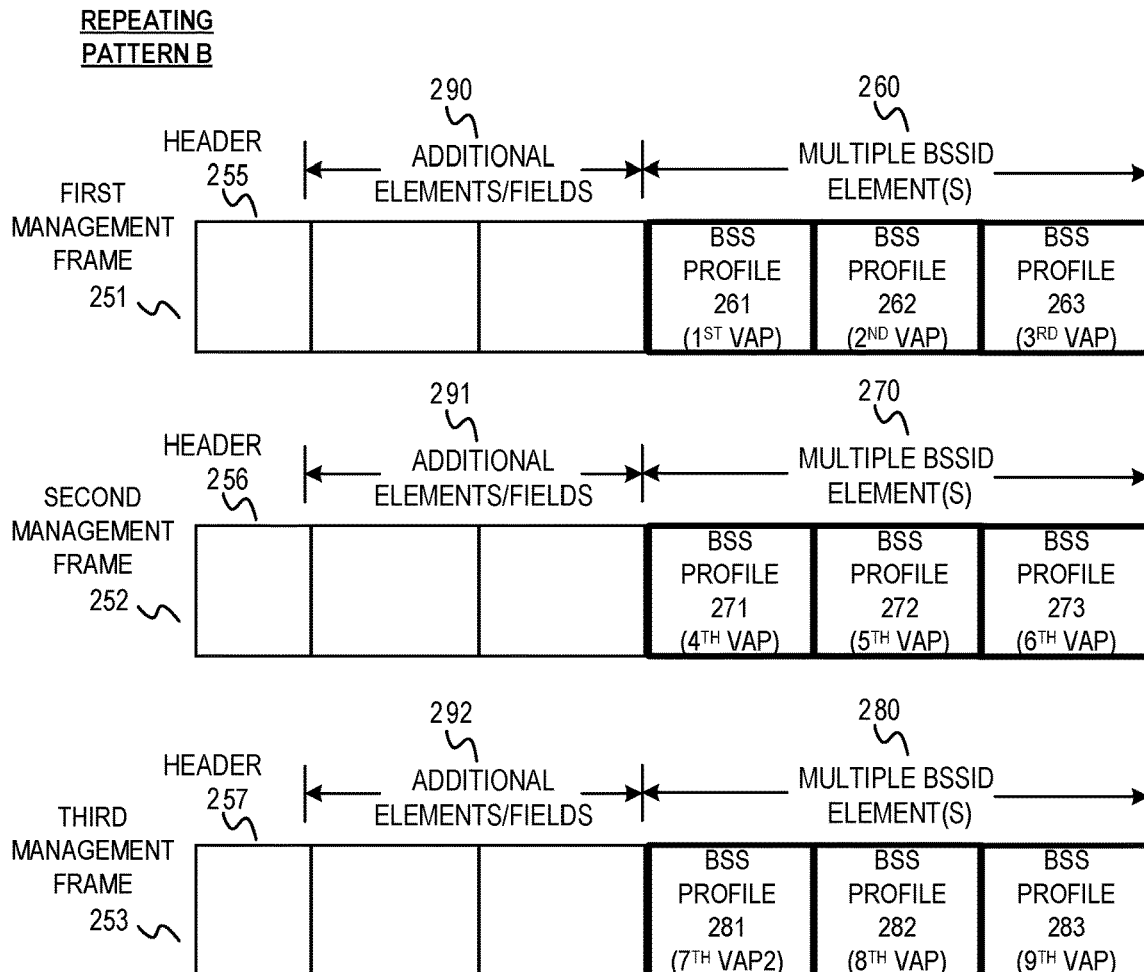 REPEATING
PATTERN B
290
260
HEADER
255
ADDITIONAL
ELEMENTS/FIELDS
MULTIPLE BSSID
ELEMENT(S)
FIRST
MANAGEMENT
FRAME
251
BSS
PROFILE
261
(1ST VAP)
BSS
PROFILE
262
(2ND VAP)
BSS
PROFILE
263
(3RD VAP)
291
270
HEADER
256
ADDITIONAL
ELEMENTS/FIELDS
MULTIPLE BSSID
ELEMENT(S)
SECOND
MANAGEMENT
FRAME
252
BSS
PROFILE
271
(4TH VAP)
BSS
PROFILE
272
(5TH VAP)
BSS
PROFILE
273
(6TH VAP)
292
280
HEADER
257
ADDITIONAL
ELEMENTS/FIELDS
MULTIPLE BSSID
ELEMENT(S)
THIRD
MANAGEMENT
FRAME
253
BSS
PROFILE
281
(7TH VAP2)
BSS
PROFILE
282
(8TH VAP)
BSS
PROFILE
283
(9TH VAP)